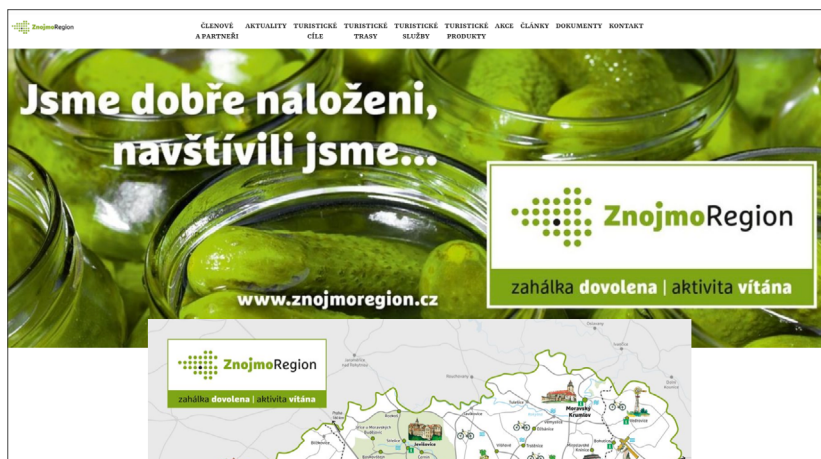 ZnojmoRegion
ČLENOVÉ A PARTNEŘI
AKTUALITY
TURISTICKÉ CÍLE
TURISTICKÉ TRASY
TURISTICKÉ SLUŽBY
TURISTICKÉ PRODUKTY
AKCE
ČLÁNKY
DOKUMENTY
KONTAKT
Jsme dobře naloženi,
navštívili jsme...
ZnojmoRegion
zahálka dovolena | aktivita vítána
www.znojmoregion.cz
ZnojmoRegion
zahálka dovolena | aktivita vítána
Moravský
Krumlov
Jevišovice